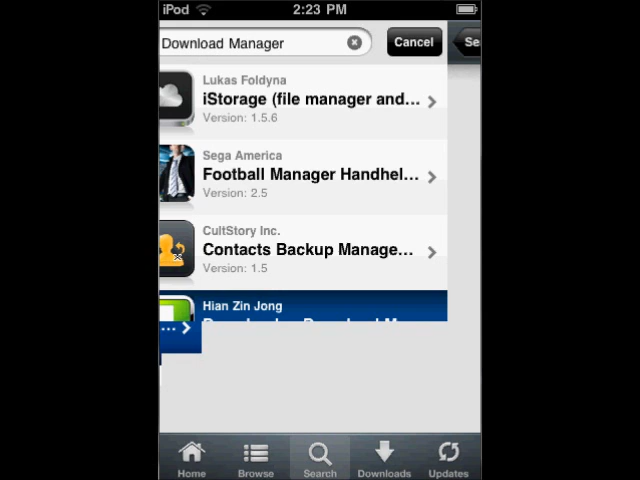 iPod 2:23 PM
Download Manager Cancel Se
Lukas Foldyna
iStorage (file manager and...
Version: 1.5.6
Sega America
Football Manager Handhel...
Version: 2.5
CultStory Inc.
Contacts Backup Manage...
Version: 1.5
Hian Zin Jong
...
Home Browse Search Downloads Updates